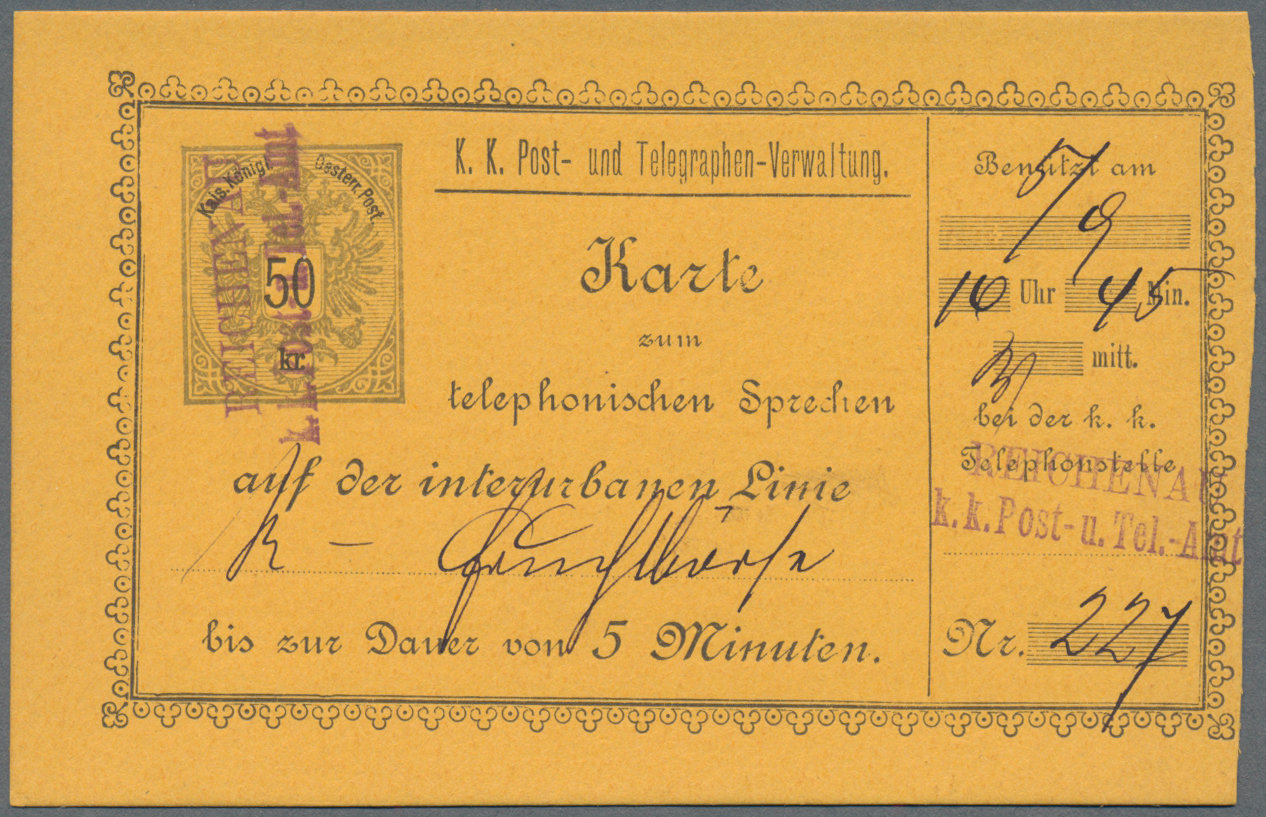 Kais. Königl. Oesterr. Post.
50
kr.
REICHENAU
k. k. Post- u. Tel.-Amt
K. K. Post- und Telegraphen-Verwaltung.
Karte
zum
telephonischen Sprechen
auf der interurbanen Linie
R - Fruchtbörse
bis zur Dauer von 5 Minuten.
Benützt am
5/9
10 Uhr 45 Min.
mitt.
bei der k. k.
Telephonstelle
REICHENAU
k. k. Post- u. Tel.-Amt
Nr. 227